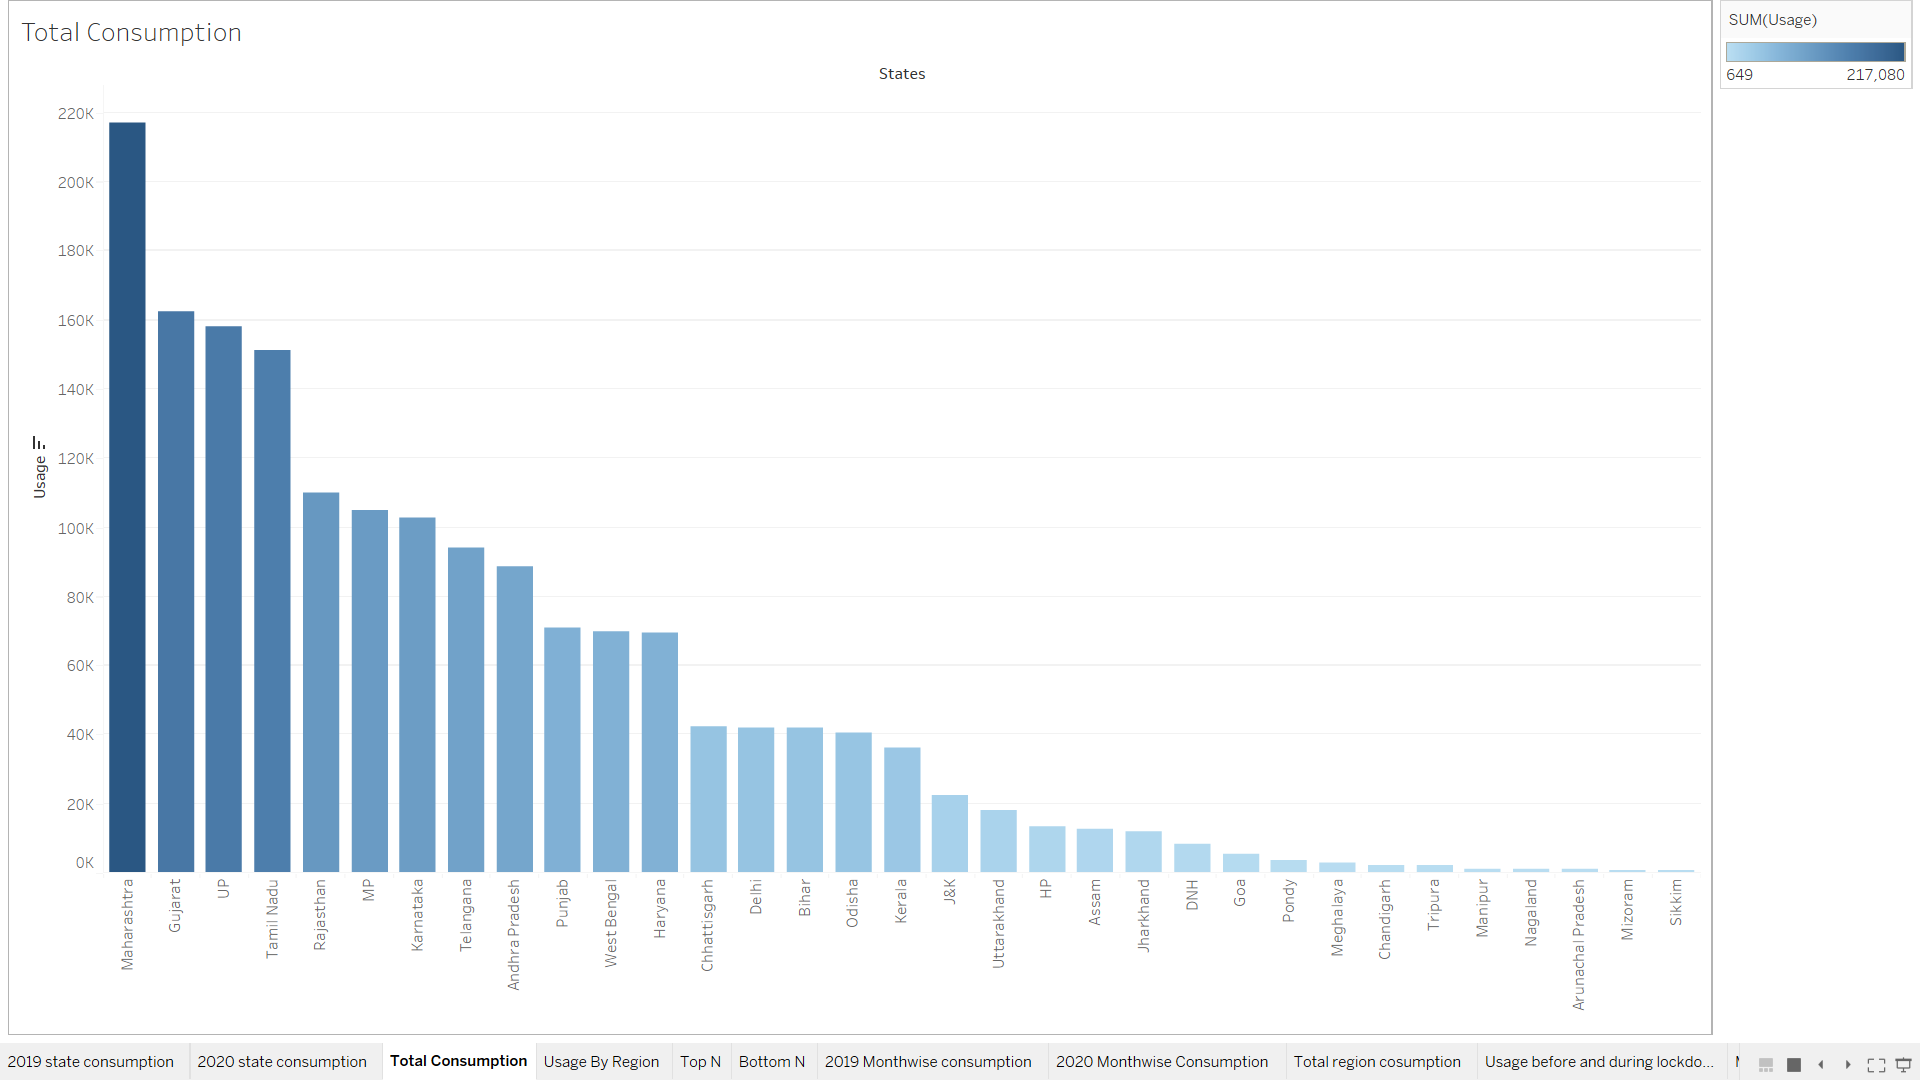 Total Consumption
SUM(Usage)
649 217,080
States
220K
200K
180K
160K
140K
120K
100K
80K
60K
40K
20K
0K
Usage
Maharashtra
Gujarat
UP
Tamil Nadu
Rajasthan
MP
Karnataka
Telangana
Andhra Pradesh
Punjab
West Bengal
Haryana
Chhattisgarh
Delhi
Bihar
Odisha
Kerala
J&K
Uttarakhand
HP
Assam
Jharkhand
DNH
Goa
Pondy
Meghalaya
Chandigarh
Tripura
Manipur
Nagaland
Arunachal Pradesh
Mizoram
Sikkim
2019 state consumption 2020 state consumption Total Consumption Usage By Region Top N Bottom N 2019 Monthwise consumption 2020 Monthwise Consumption Total region cosumption Usage before and during lockdo...